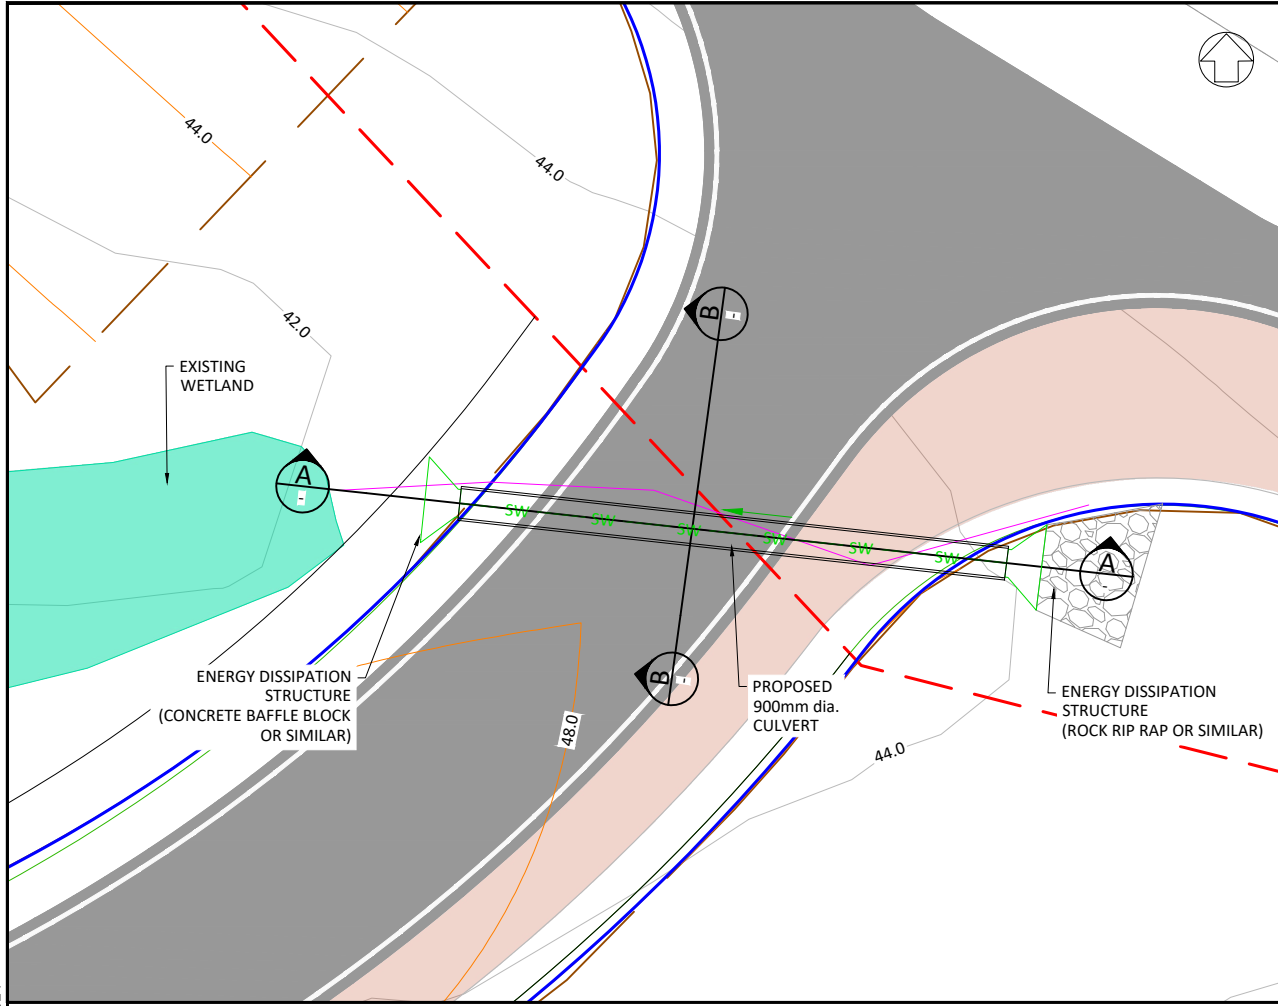 44.0
44.0
42.0
EXISTING
WETLAND
B
-
A
-
SW
SW
SW
SW
SW
SW
A
-
B
-
ENERGY DISSIPATION
STRUCTURE
(CONCRETE BAFFLE BLOCK
OR SIMILAR)
PROPOSED
900mm dia.
CULVERT
ENERGY DISSIPATION
STRUCTURE
(ROCK RIP RAP OR SIMILAR)
48.0
44.0